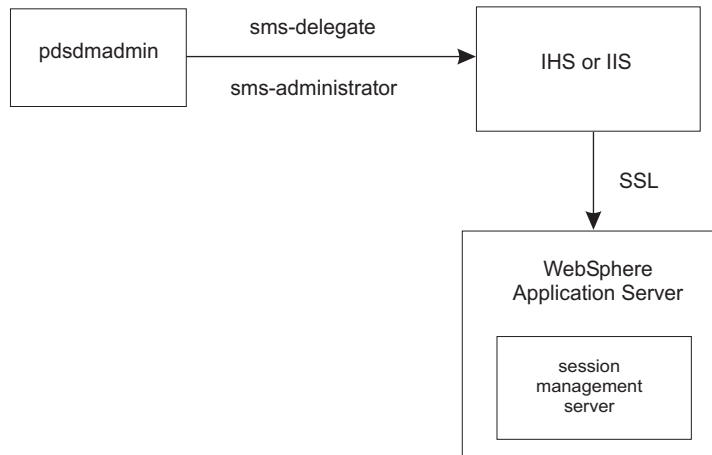 pdsdmadmin
sms-delegate
sms-administrator
IHS or IIS
SSL
WebSphere
Application Server
session
management
server